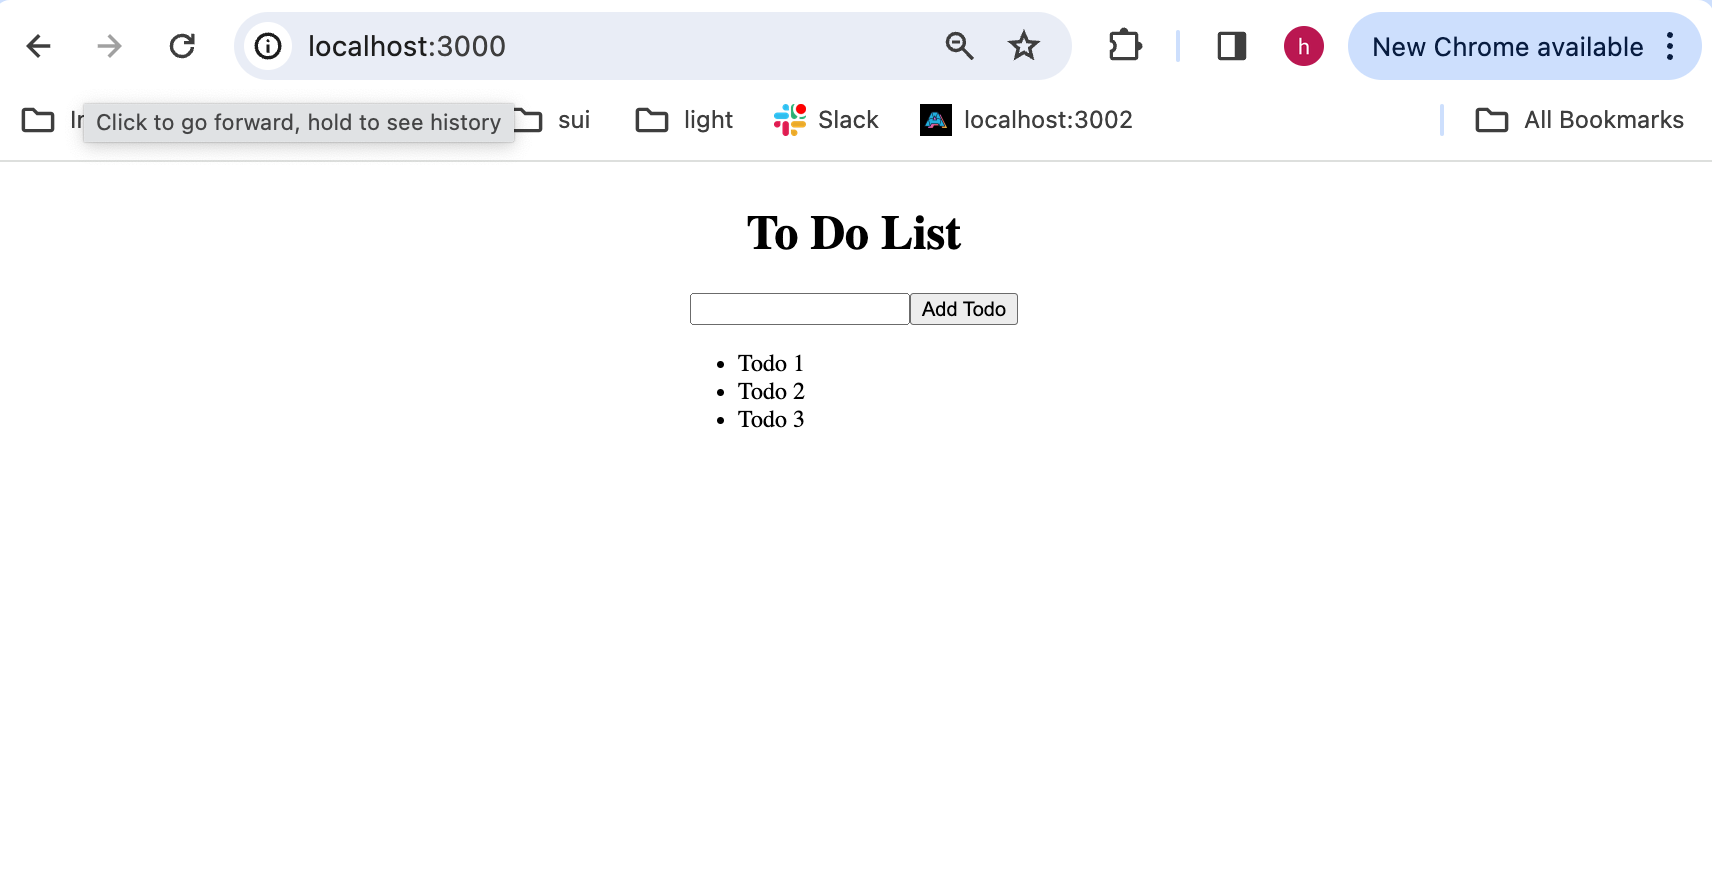 localhost:3000
h
New Chrome available
Click to go forward, hold to see history
sui
light
Slack
localhost:3002
All Bookmarks
To Do List
Add Todo
Todo 1
Todo 2
Todo 3